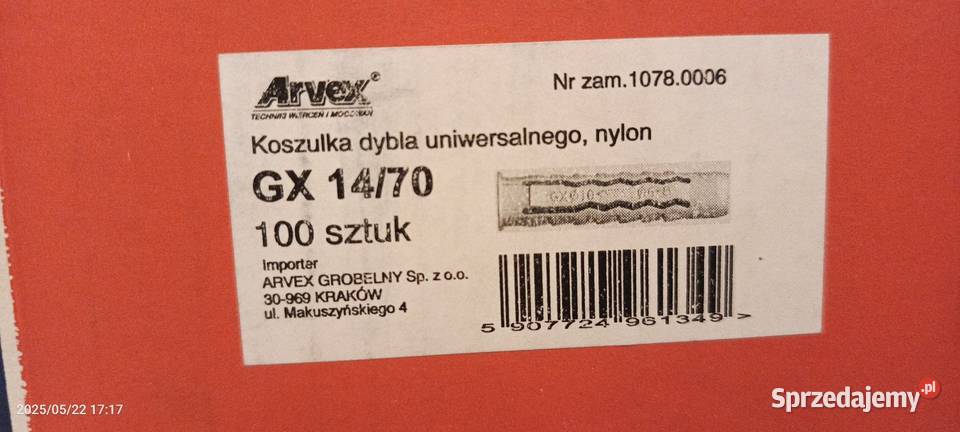 Arvex®
TECHNIKI WIERCEŃ I MOCOWAŃ
Nr zam.1078.0006
Koszulka dybla uniwersalnego, nylon
GX 14/70
100 sztuk
Importer
ARVEX GROBELNY Sp. z o.o.
30-969 KRAKÓW
ul. Makuszyńskiego 4
5 907724 961349 >
2025/05/22 17:17
Sprzedajemy.pl